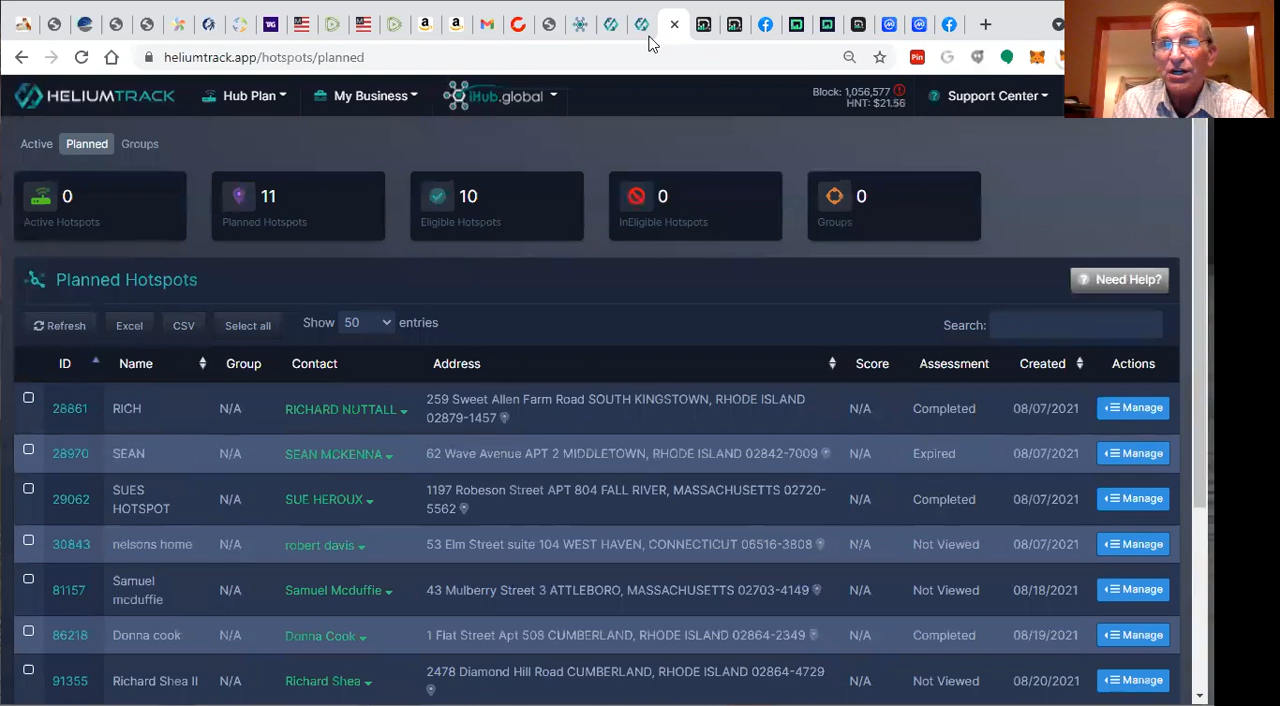 TAG
a
a
heliumtrack.app/hotspots/planned
Pin
G
HELIUMTRACK
Hub Plan
My Business
iHub.global
Block: 1,056,577
HNT: $21.56
Support Center
Active
Planned
Groups
0
Active Hotspots
11
Planned Hotspots
10
Eligible Hotspots
0
InEligible Hotspots
0
Groups
Planned Hotspots
Need Help?
Refresh
Excel
CSV
Select all
Show 50 entries
Search:
ID Name Group Contact Address Score Assessment Created Actions
28861 RICH N/A RICHARD NUTTALL 259 Sweet Allen Farm Road SOUTH KINGSTOWN, RHODE ISLAND N/A Completed 08/07/2021 Manage
02879-1457
28970 SEAN N/A SEAN MCKENNA 62 Wave Avenue APT 2 MIDDLETOWN, RHODE ISLAND 02842-7009 N/A Expired 08/07/2021 Manage
29062 SUES N/A SUE HEROUX 1197 Robeson Street APT 804 FALL RIVER, MASSACHUSETTS 02720- N/A Completed 08/07/2021 Manage
HOTSPOT 5562
30843 nelsons home N/A robert davis 53 Elm Street suite 104 WEST HAVEN, CONNECTICUT 06516-3808 N/A Not Viewed 08/07/2021 Manage
81157 Samuel N/A Samuel Mcduffie 43 Mulberry Street 3 ATTLEBORO, MASSACHUSETTS 02703-4149 N/A Not Viewed 08/18/2021 Manage
mcduffie
86218 Donna cook N/A Donna Cook 1 Fiat Street Apt 508 CUMBERLAND, RHODE ISLAND 02864-2349 N/A Completed 08/19/2021 Manage
91355 Richard Shea II N/A Richard Shea 2478 Diamond Hill Road CUMBERLAND, RHODE ISLAND 02864-4729 N/A Not Viewed 08/20/2021 Manage